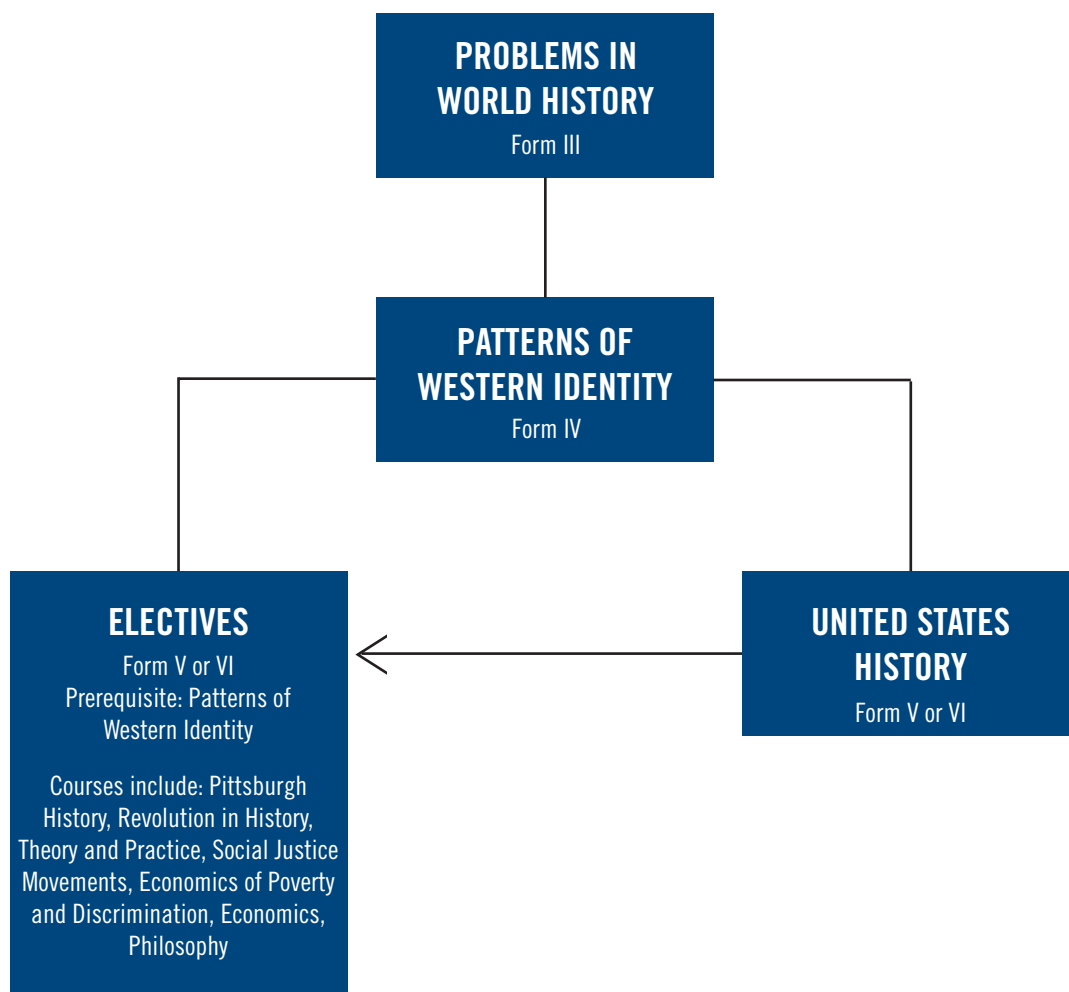 PROBLEMS IN
WORLD HISTORY
Form III
PATTERNS OF
WESTERN IDENTITY
Form IV
ELECTIVES
Form V or VI
Prerequisite: Patterns of
Western Identity
Courses include: Pittsburgh
History, Revolution in History,
Theory and Practice, Social Justice
Movements, Economics of Poverty
and Discrimination, Economics,
Philosophy
UNITED STATES
HISTORY
Form V or VI